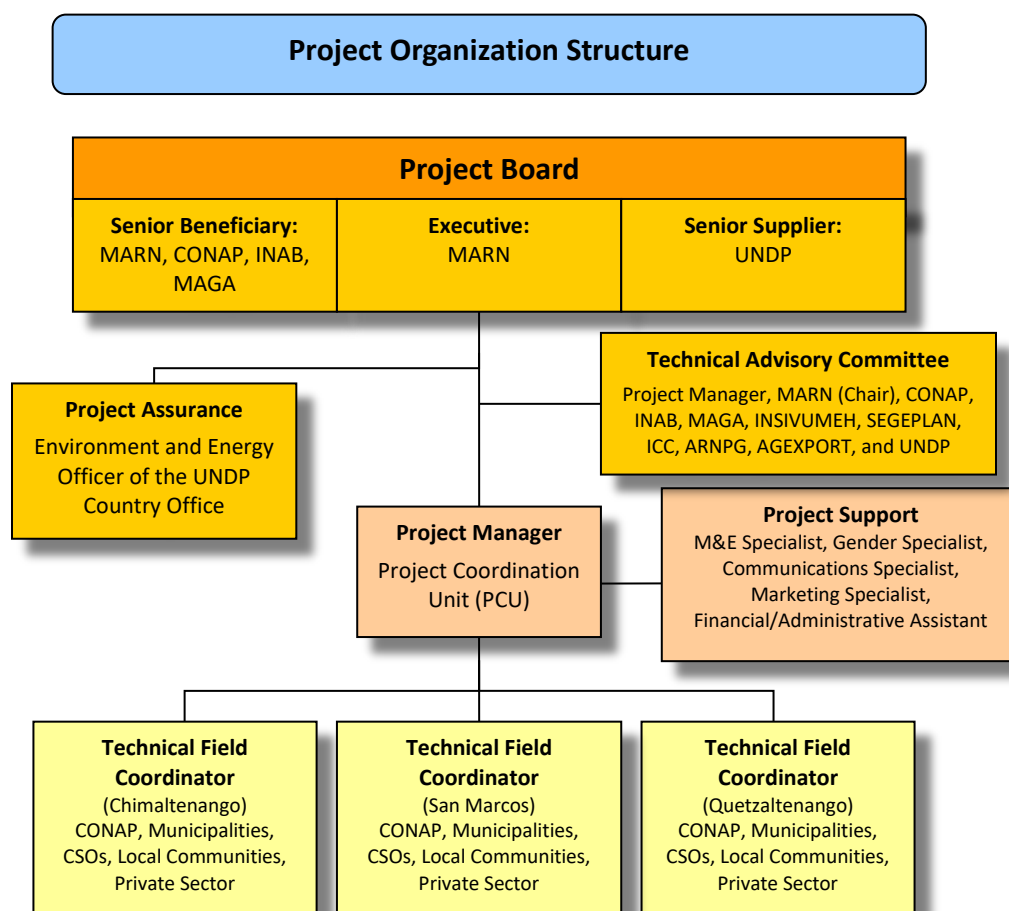 Project Organization Structure
Project Board
Senior Beneficiary:
MARN, CONAP, INAB,
MAGA
Executive:
MARN
Senior Supplier:
UNDP
Technical Advisory Committee
Project Manager, MARN (Chair), CONAP,
INAB, MAGA, INSIVUMEH, SEGEPLAN,
ICC, ARNPG, AGEXPORT, and UNDP
Project Assurance
Environment and Energy
Officer of the UNDP
Country Office
Project Manager
Project Coordination
Unit (PCU)
Project Support
M&E Specialist, Gender Specialist,
Communications Specialist,
Marketing Specialist,
Financial/Administrative Assistant
Technical Field
Coordinator
(Chimaltenango)
CONAP, Municipalities,
CSOs, Local Communities,
Private Sector
Technical Field
Coordinator
(San Marcos)
CONAP, Municipalities,
CSOs, Local Communities,
Private Sector
Technical Field
Coordinator
(Quetzaltenango)
CONAP, Municipalities,
CSOs, Local Communities,
Private Sector